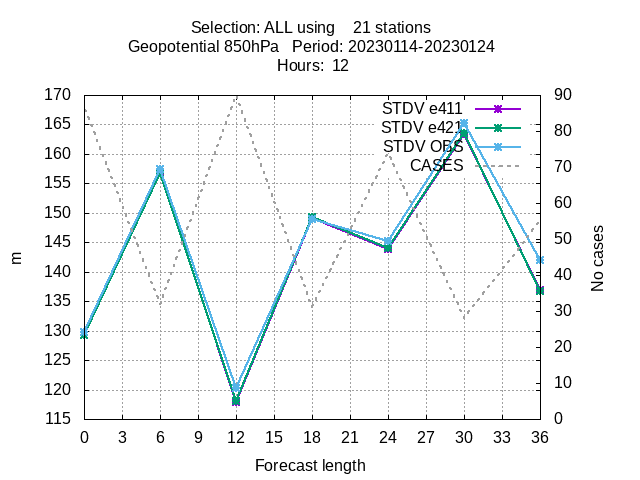 Selection: ALL using    21 stations
Geopotential 850hPa   Period: 20230114-20230124
Hours:  12
170
165
160
155
150
145
140
135
130
125
120
115
m
90
80
70
60
50
40
30
20
10
0
No cases
STDV e411
STDV e421
STDV OBS
CASES
0 3 6 9 12 15 18 21 24 27 30 33 36
Forecast length